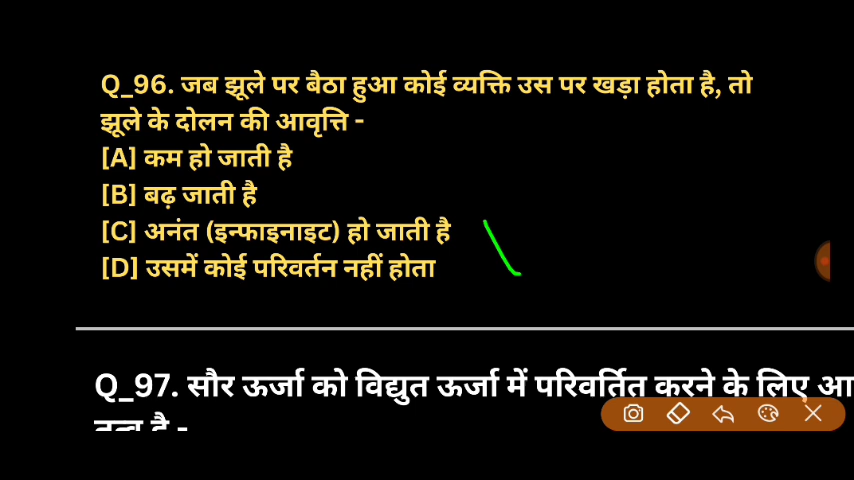 Q_96. जब झूले पर बैठा हुआ कोई व्यक्ति उस पर खड़ा होता है, तो
झूले के दोलन की आवृत्ति -
[A] कम हो जाती है
[B] बढ़ जाती है
[C] अनंत (इन्फाइनाइट) हो जाती है
[D] उसमें कोई परिवर्तन नहीं होता
Q_97. सौर ऊर्जा को विद्युत ऊर्जा में परिवर्तित करने के लिए
है -